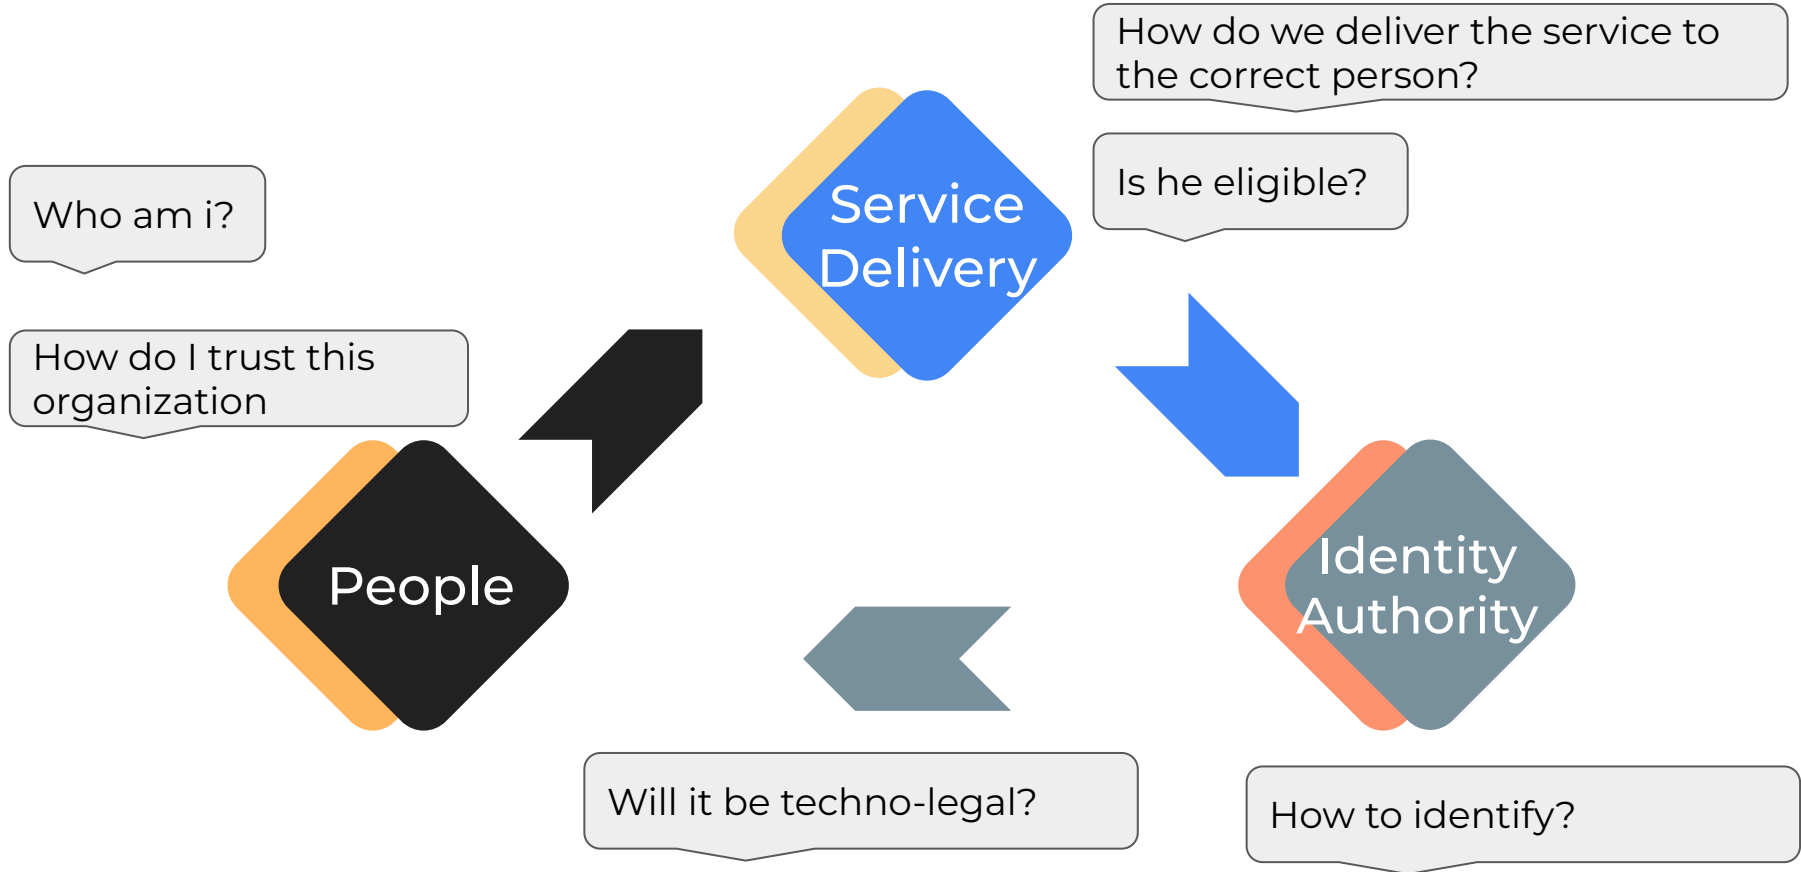 How do we deliver the service to
the correct person?
Is he eligible?
Who am i?
Service
Delivery
How do I trust this
organization
People
Identity
Authority
Will it be techno-legal?
How to identify?